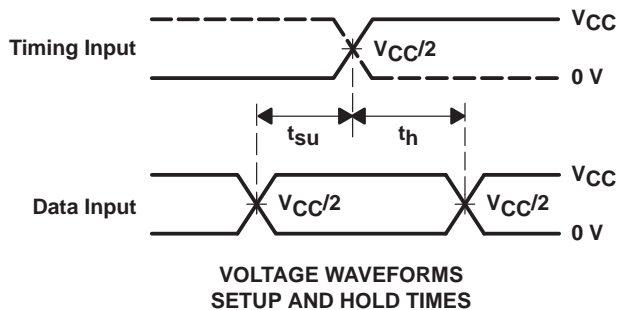 VCC
Timing Input
VCC/2
0 V
tsu
th
VCC
Data Input
VCC/2
VCC/2
0 V
VOLTAGE WAVEFORMS
SETUP AND HOLD TIMES